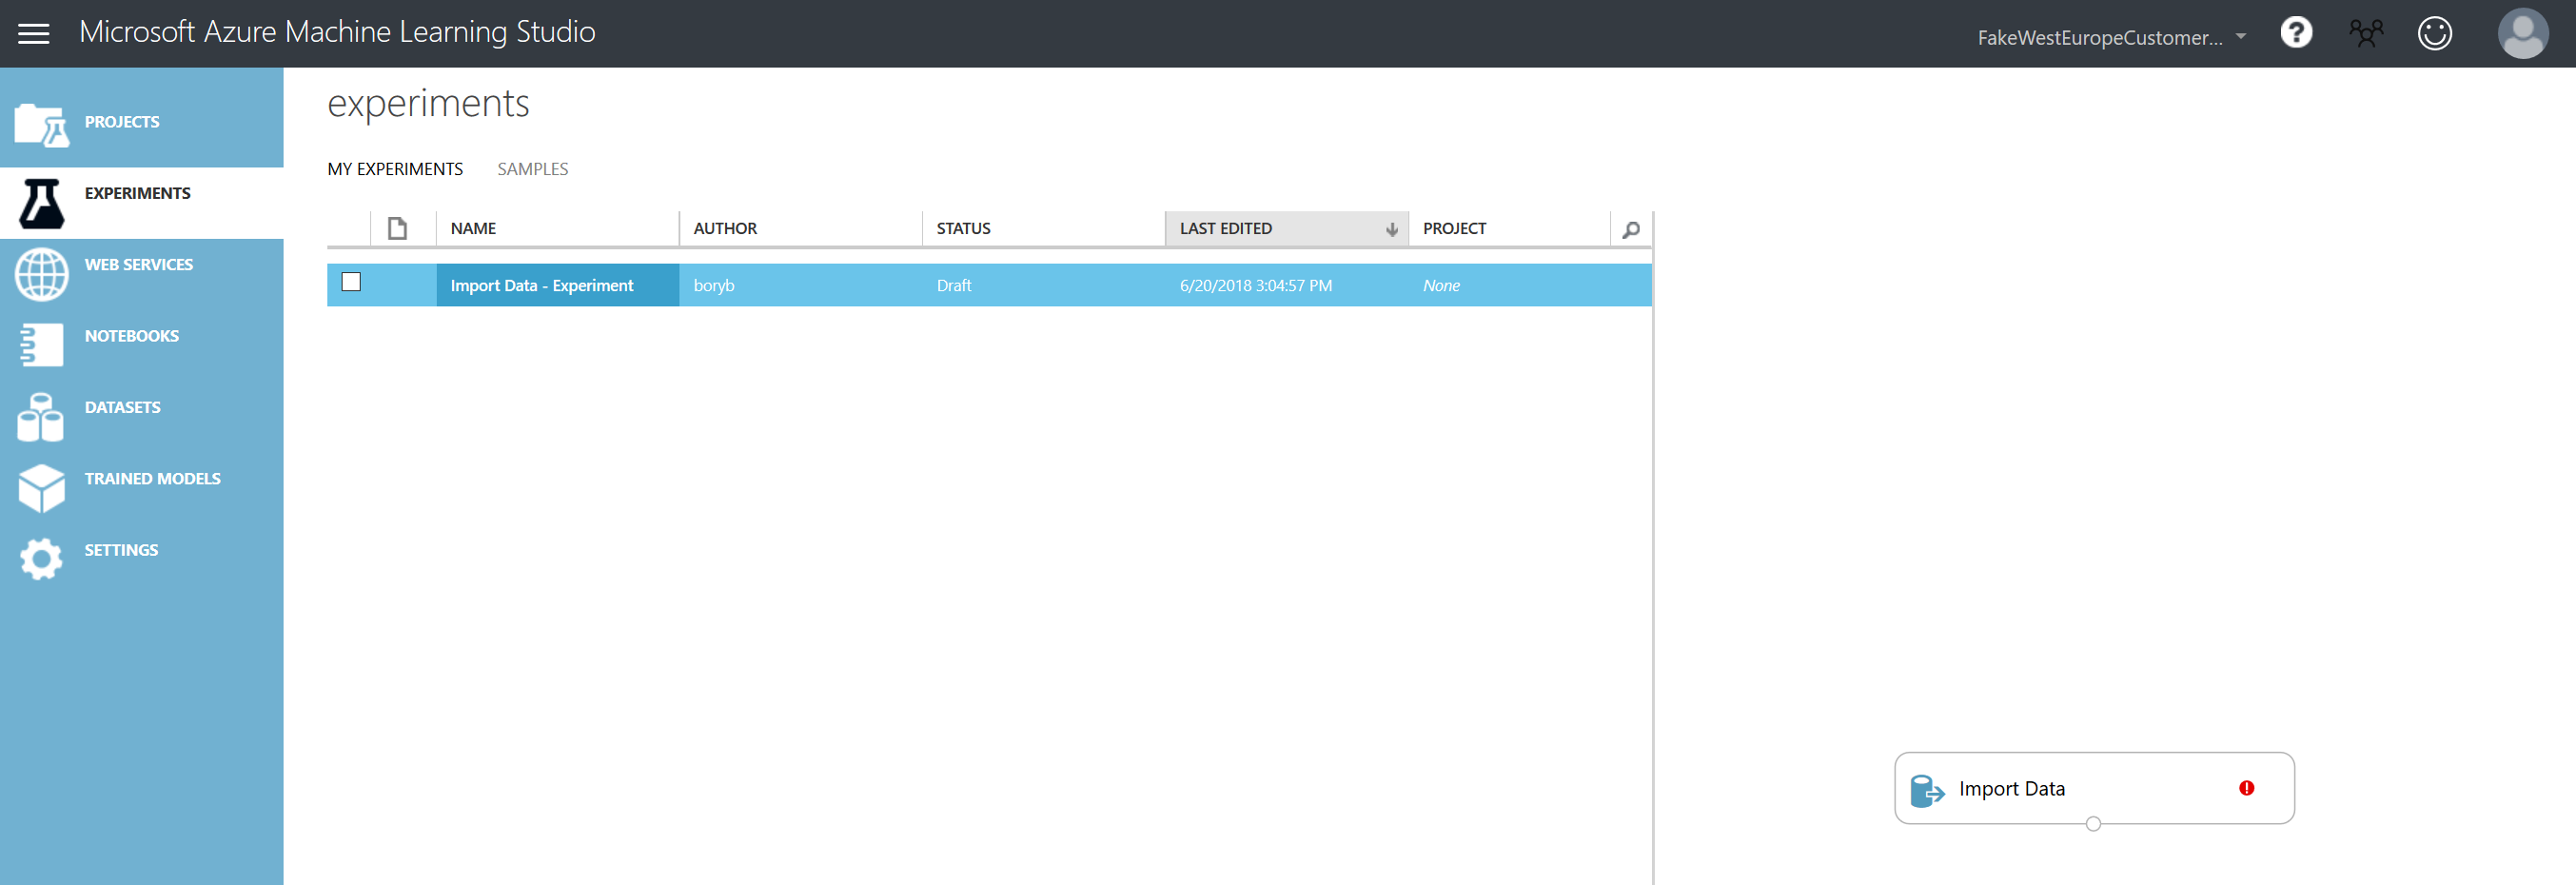 Microsoft Azure Machine Learning Studio
FakeWestEuropeCustomer...
PROJECTS
EXPERIMENTS
WEB SERVICES
NOTEBOOKS
DATASETS
TRAINED MODELS
SETTINGS
experiments
MY EXPERIMENTS SAMPLES
NAME AUTHOR STATUS LAST EDITED PROJECT
Import Data - Experiment boryb Draft 6/20/2018 3:04:57 PM None
Import Data